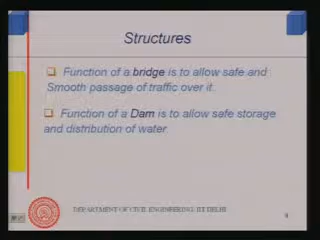 Structures
Function of a bridge is to allow safe and
Smooth passage of traffic over it.
Function of a Dam is to allow safe storage
and distribution of water.
DEPARTMENT OF CIVIL ENGINEERING, IIT DELHI